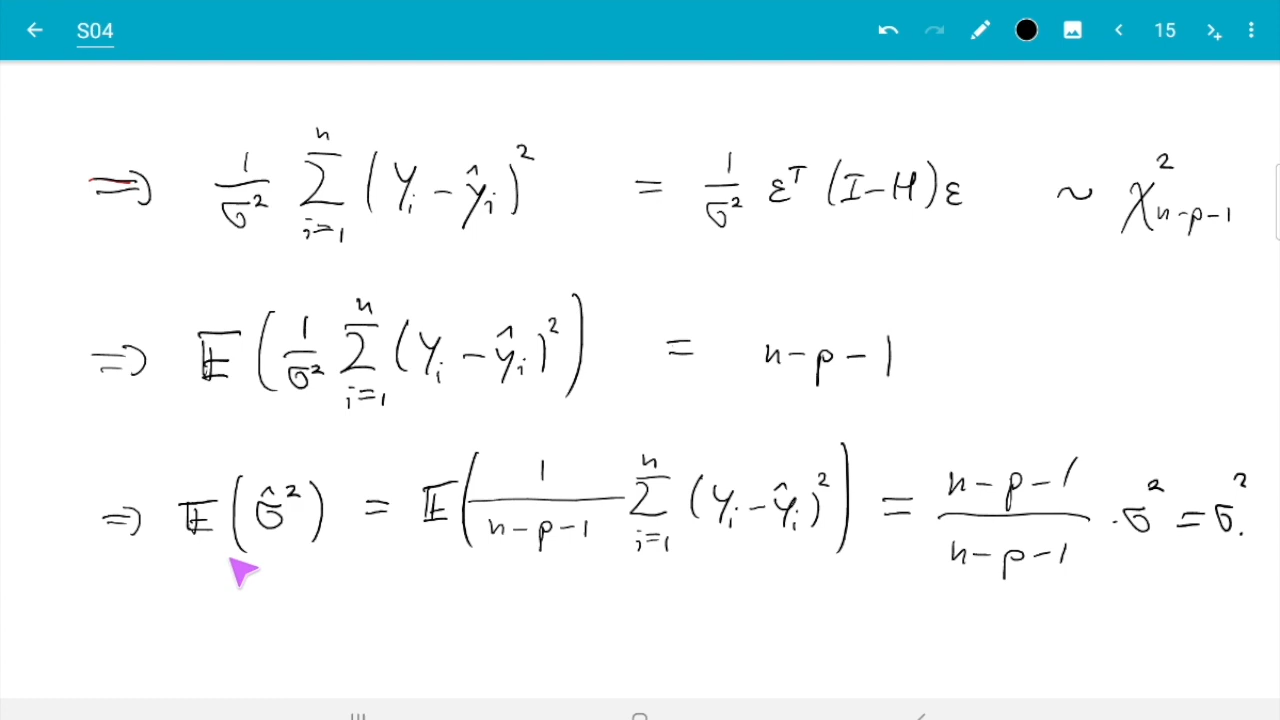 S04 15
⇒ 1/σ² ∑_{i=1}^{n} (Y_i − ŷ_i)² = 1/σ² ε^T (I−H) ε ∼ χ²_{n−p−1}
⇒ 𝔼(1/σ² ∑_{i=1}^{n} (Y_i − ŷ_i)²) = n−p−1
⇒ 𝔼(σ̂²) = 𝔼(1/(n−p−1) ∑_{i=1}^{n} (Y_i − ŷ_i)²) = (n−p−1)/(n−p−1) · σ² = σ².